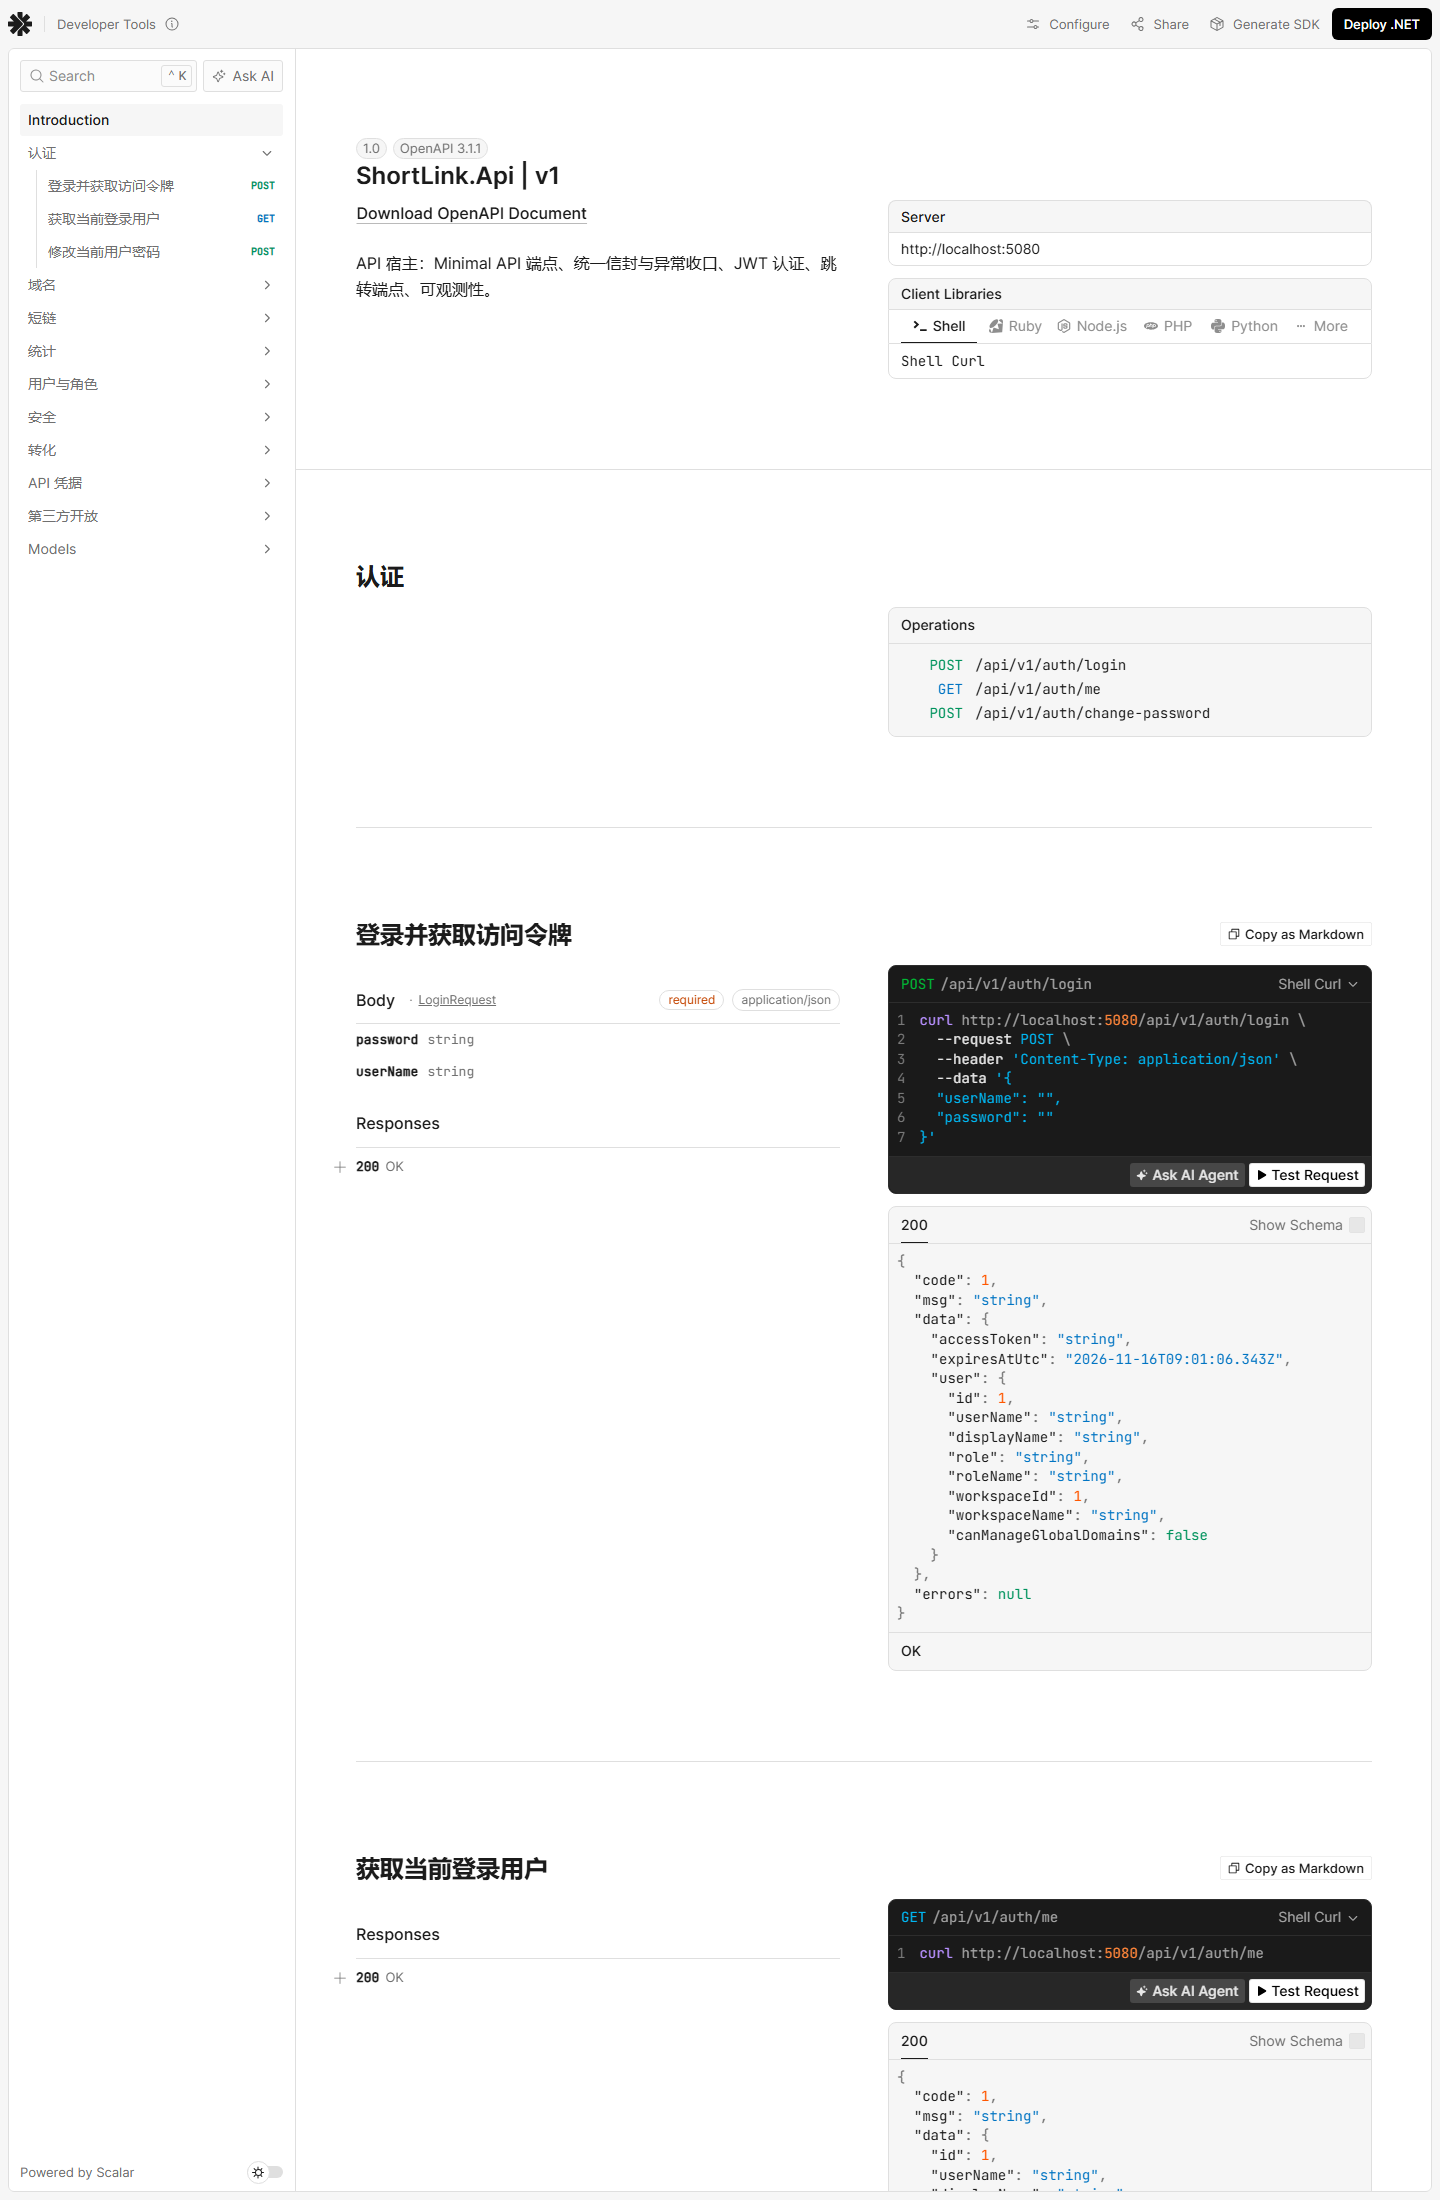 Developer Tools
Configure
Share
Generate SDK
Deploy .NET
Search
⌃ K
Ask AI
Introduction
认证
登录并获取访问令牌 POST
获取当前登录用户 GET
修改当前用户密码 POST
域名
短链
统计
用户与角色
安全
转化
API 凭据
第三方开放
Models
Powered by Scalar
1.0 OpenAPI 3.1.1
ShortLink.Api | v1
Download OpenAPI Document
API 宿主：Minimal API 端点、统一信封与异常收口、JWT 认证、跳
转端点、可观测性。
Server
http://localhost:5080
Client Libraries
Shell Ruby Node.js PHP Python More
Shell Curl
认证
Operations
POST /api/v1/auth/login
GET /api/v1/auth/me
POST /api/v1/auth/change-password
登录并获取访问令牌
Copy as Markdown
Body · LoginRequest required application/json
password string
userName string
Responses
200 OK
POST /api/v1/auth/login Shell Curl
1 curl http://localhost:5080/api/v1/auth/login \
2 --request POST \
3 --header 'Content-Type: application/json' \
4 --data '{
5 "userName": "",
6 "password": ""
7 }'
Ask AI Agent Test Request
200 Show Schema
{
"code": 1,
"msg": "string",
"data": {
"accessToken": "string",
"expiresAtUtc": "2026-11-16T09:01:06.343Z",
"user": {
"id": 1,
"userName": "string",
"displayName": "string",
"role": "string",
"roleName": "string",
"workspaceId": 1,
"workspaceName": "string",
"canManageGlobalDomains": false
}
},
"errors": null
}
OK
获取当前登录用户
Copy as Markdown
Responses
200 OK
GET /api/v1/auth/me Shell Curl
1 curl http://localhost:5080/api/v1/auth/me
Ask AI Agent Test Request
200 Show Schema
{
"code": 1,
"msg": "string",
"data": {
"id": 1,
"userName": "string",